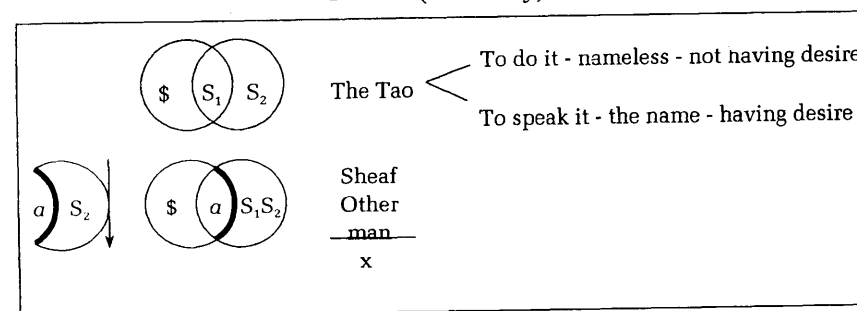 $ S₁ S₂
The Tao
To do it - nameless - not having desire
To speak it - the name - having desire
a S₂
$ a S₁S₂
Sheaf
Other
man
x